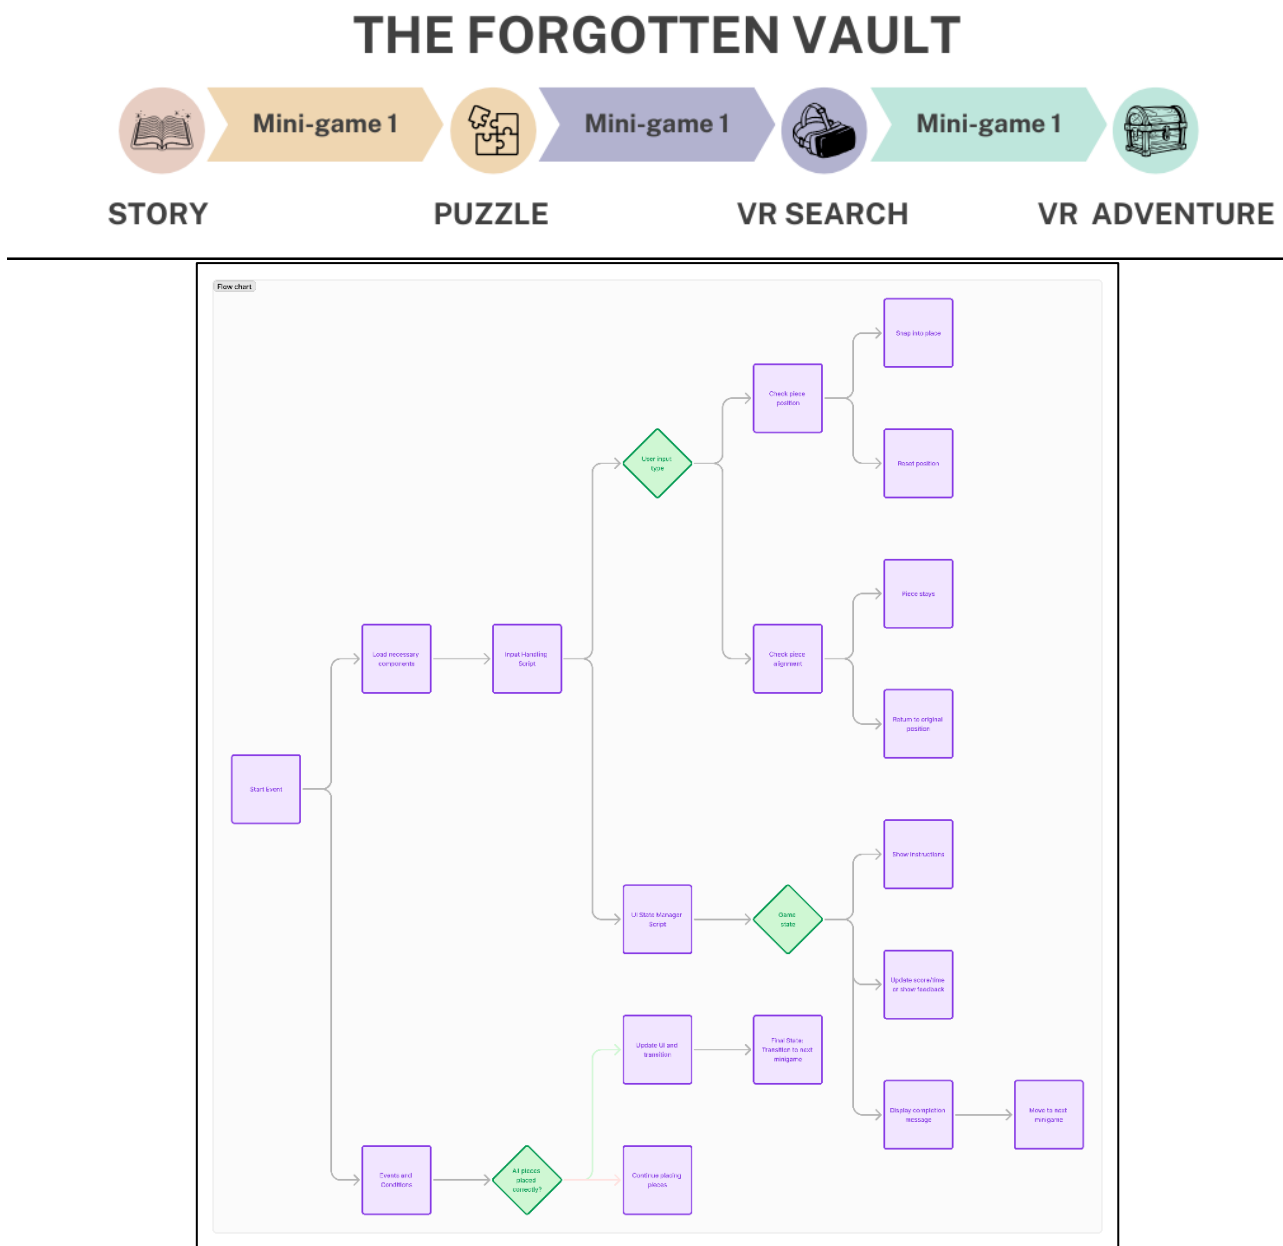 THE FORGOTTEN VAULT
Mini-game 1
Mini-game 1
Mini-game 1
STORY
PUZZLE
VR SEARCH
VR ADVENTURE
Flow chart
Snap into place
Check piece
position
User input
type
Reset position
Piece stays
Load necessary
components
Input Handling
Script
Check piece
alignment
Return to original
position
Start Event
Show instructions
UI State Manager
Script
Game
state
Update score/time
or show feedback
Update UI and
transition
Final State:
Transition to next
minigame
Display completion
message
Move to next
minigame
Events and
Conditions
All pieces
placed
correctly?
Continue placing
pieces